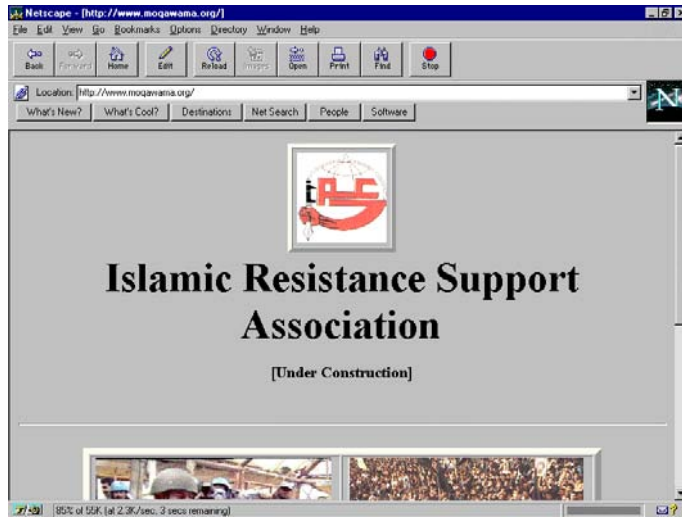 Netscape - [http://www.moqawama.org/]
File Edit View Go Bookmarks Options Directory Window Help
Back Forward Home Edit Reload Images Open Print Find Stop
Location: http://www.moqawama.org/
What's New? What's Cool? Destinations Net Search People Software
N
Islamic Resistance Support
Association
[Under Construction]
85% of 55K (at 2.3K/sec, 3 secs remaining)